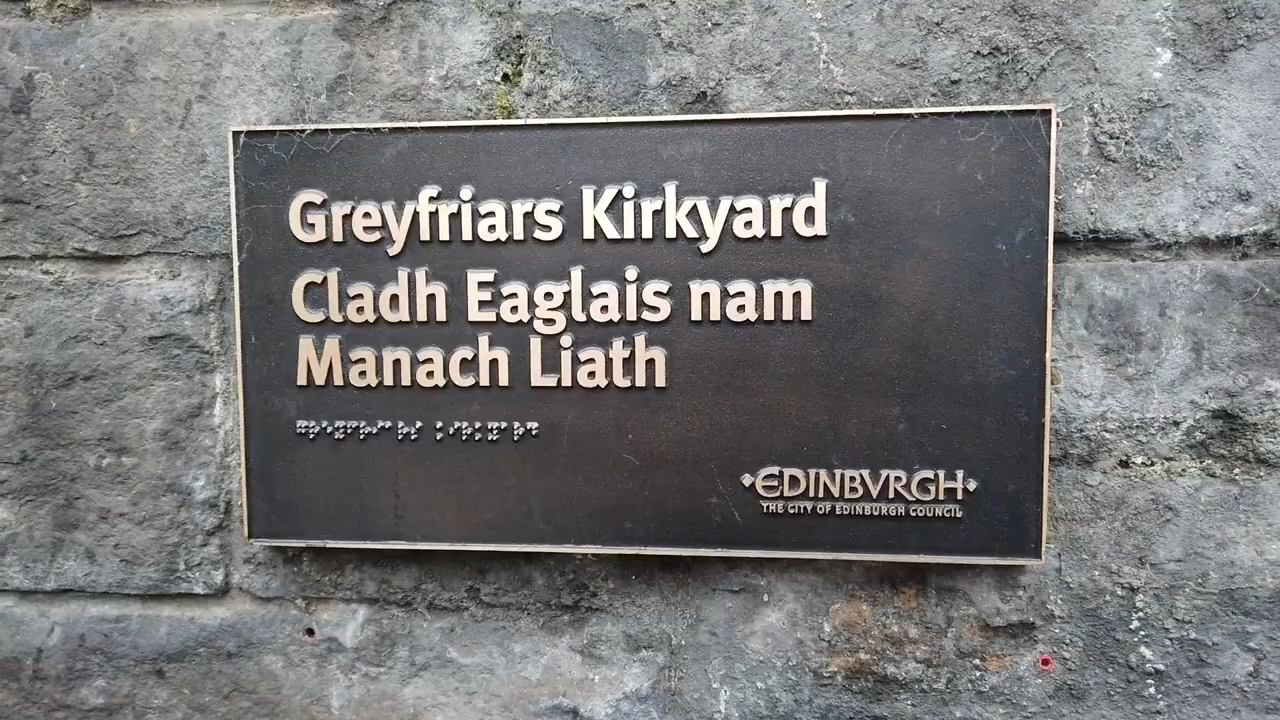 Greyfriars Kirkyard
Cladh Eaglais nam
Manach Liath
EDINBVRGH
THE CITY OF EDINBURGH COUNCIL